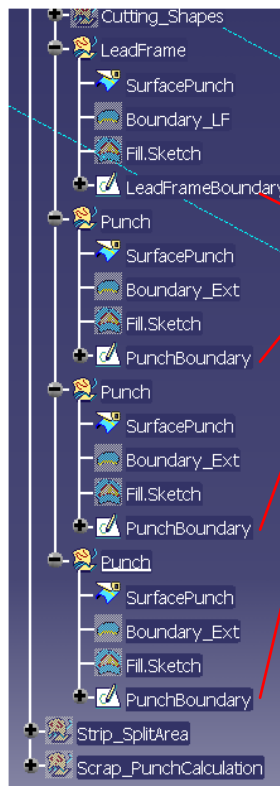 Cutting_Shapes
LeadFrame
SurfacePunch
Boundary_LF
Fill.Sketch
LeadFrameBoundary
Punch
SurfacePunch
Boundary_Ext
Fill.Sketch
PunchBoundary
Punch
SurfacePunch
Boundary_Ext
Fill.Sketch
PunchBoundary
Punch
SurfacePunch
Boundary_Ext
Fill.Sketch
PunchBoundary
Strip_SplitArea
Scrap_PunchCalculation